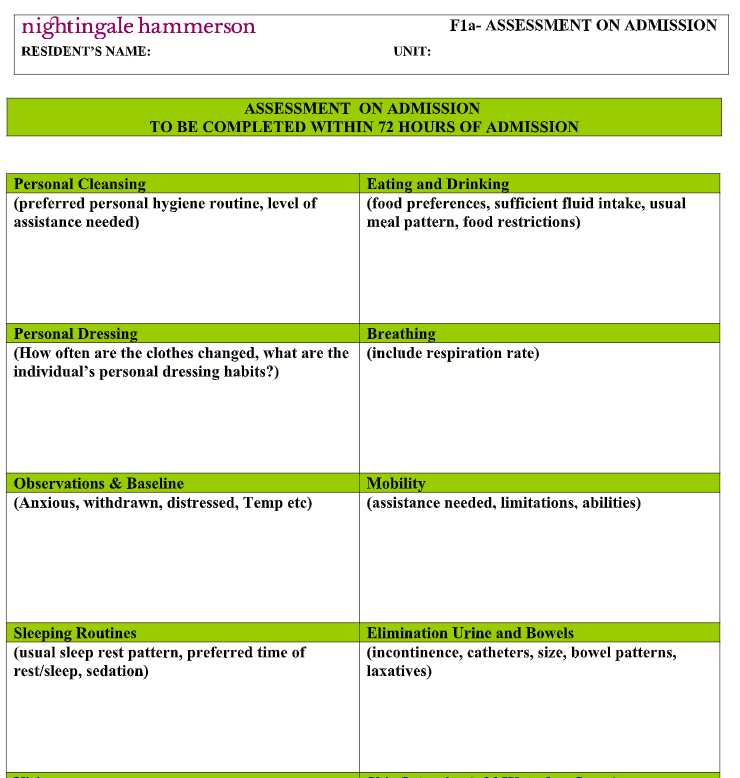 nightingale hammerson
F1a- ASSESSMENT ON ADMISSION
RESIDENT'S NAME:
UNIT:
ASSESSMENT ON ADMISSION
TO BE COMPLETED WITHIN 72 HOURS OF ADMISSION
Personal Cleansing
(preferred personal hygiene routine, level of
assistance needed)
Eating and Drinking
(food preferences, sufficient fluid intake, usual
meal pattern, food restrictions)
Personal Dressing
(How often are the clothes changed, what are the
individual's personal dressing habits?)
Breathing
(include respiration rate)
Observations & Baseline
(Anxious, withdrawn, distressed, Temp etc)
Mobility
(assistance needed, limitations, abilities)
Sleeping Routines
(usual sleep rest pattern, preferred time of
rest/sleep, sedation)
Elimination Urine and Bowels
(incontinence, catheters, size, bowel patterns,
laxatives)